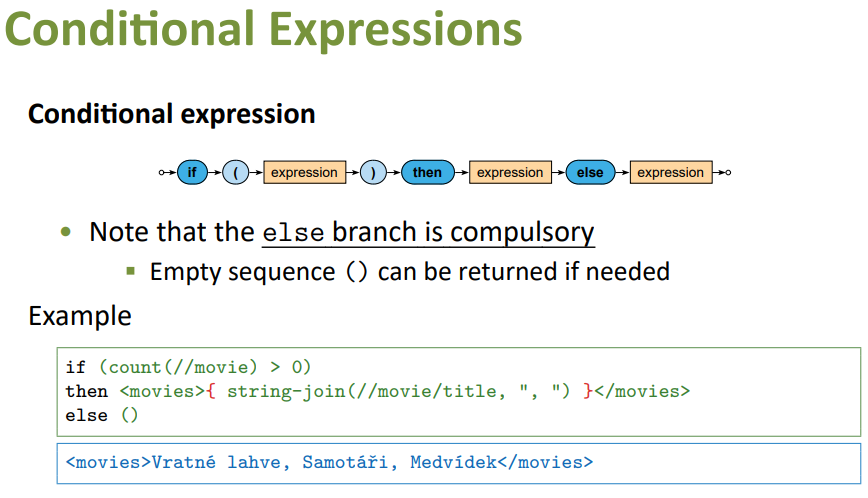 Conditional Expressions
Conditional expression
if ( expression ) then expression else expression
Note that the else branch is compulsory
Empty sequence () can be returned if needed
Example
if (count(//movie) > 0)
then <movies>{ string-join(//movie/title, ", ") }</movies>
else ()
<movies>Vratné lahve, Samotáři, Medvídek</movies>